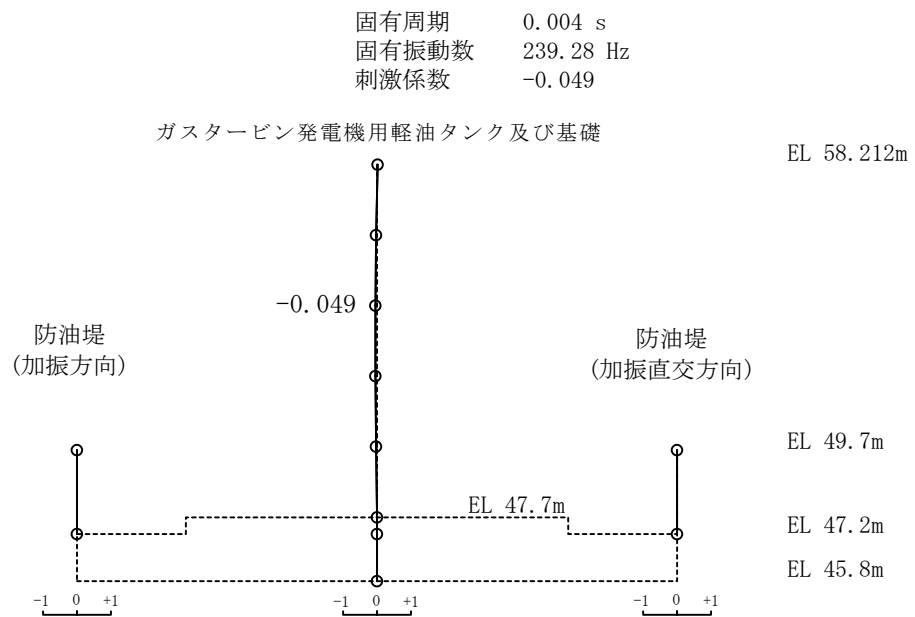 固有周期 0.004 s
固有振動数 239.28 Hz
刺激係数 -0.049
ガスタービン発電機用軽油タンク及び基礎
EL 58.212m
-0.049
防油堤
(加振方向)
防油堤
(加振直交方向)
EL 49.7m
EL 47.7m
EL 47.2m
EL 45.8m
-1 0 +1
-1 0 +1
-1 0 +1